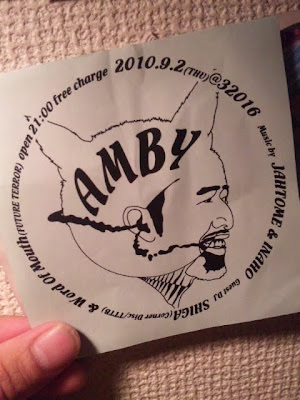 open 21:00 free charge 2010.9.2(THU)@32016
Music by JAHTOME & INAHO
Guest DJ SHIGA(Corner Disc/TTTB) & Word Of Mouth(FUTURE TERROR)
AMBY